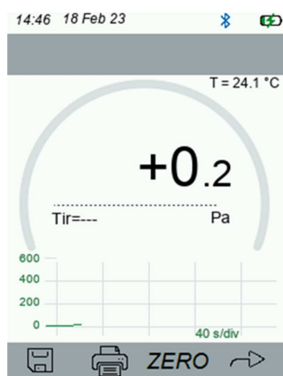 14:46 18 Feb 23
T = 24.1 °C
+0.2
Tir=--- Pa
600
400
200
0
40 s/div
ZERO